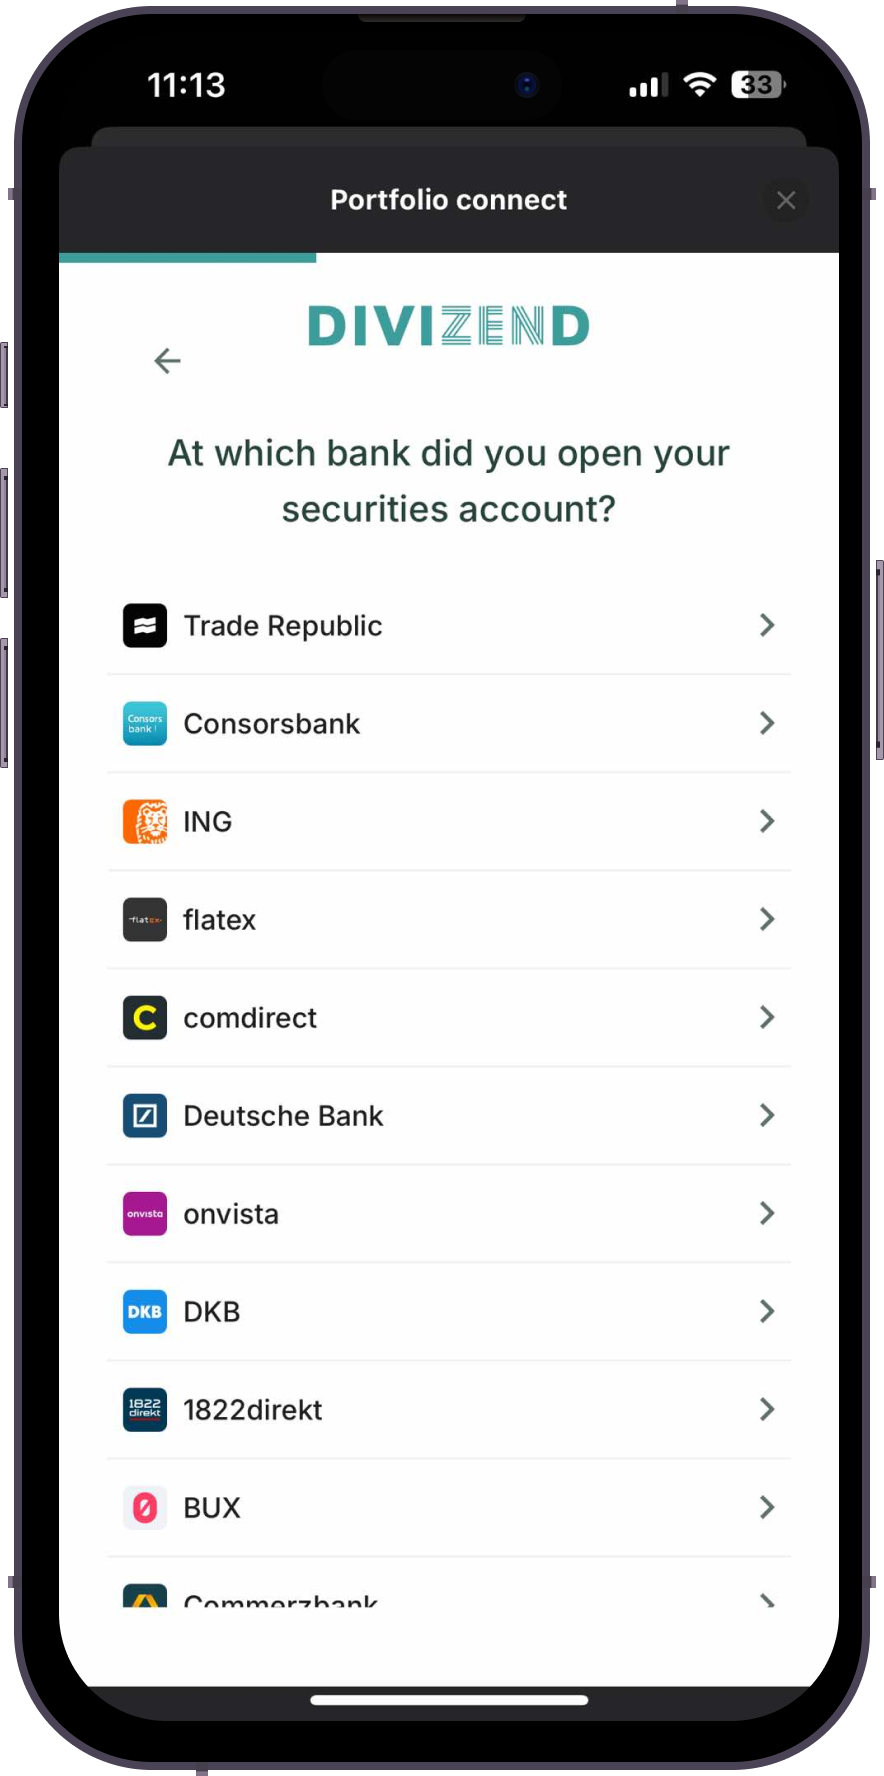 11:13
33
Portfolio connect
DIVIZEND
At which bank did you open your
securities account?
Trade Republic
Consors
bank !
Consorsbank
ING
flatex
flatex
comdirect
Deutsche Bank
onvista
onvista
DKB
DKB
1822
direkt
1822direkt
BUX
Commerzbank